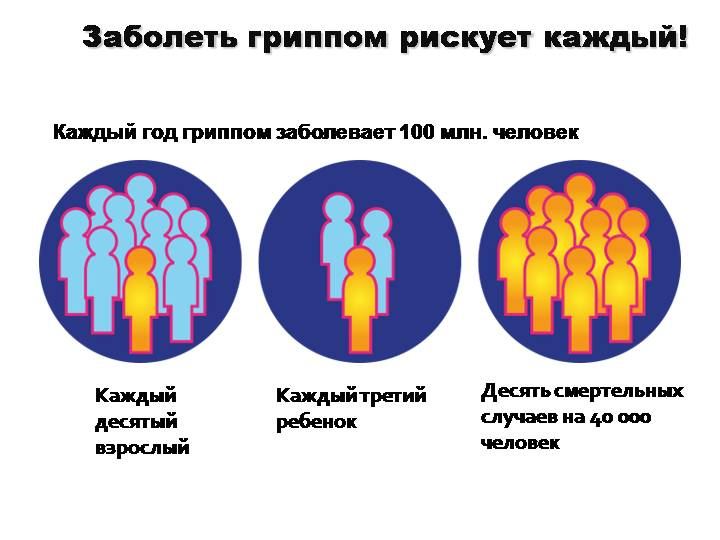 Заболеть гриппом рискует каждый!
Каждый год гриппом заболевает 100 млн. человек
Каждый
десятый
взрослый
Каждый третий
ребенок
Десять смертельных
случаев на 40 000
человек